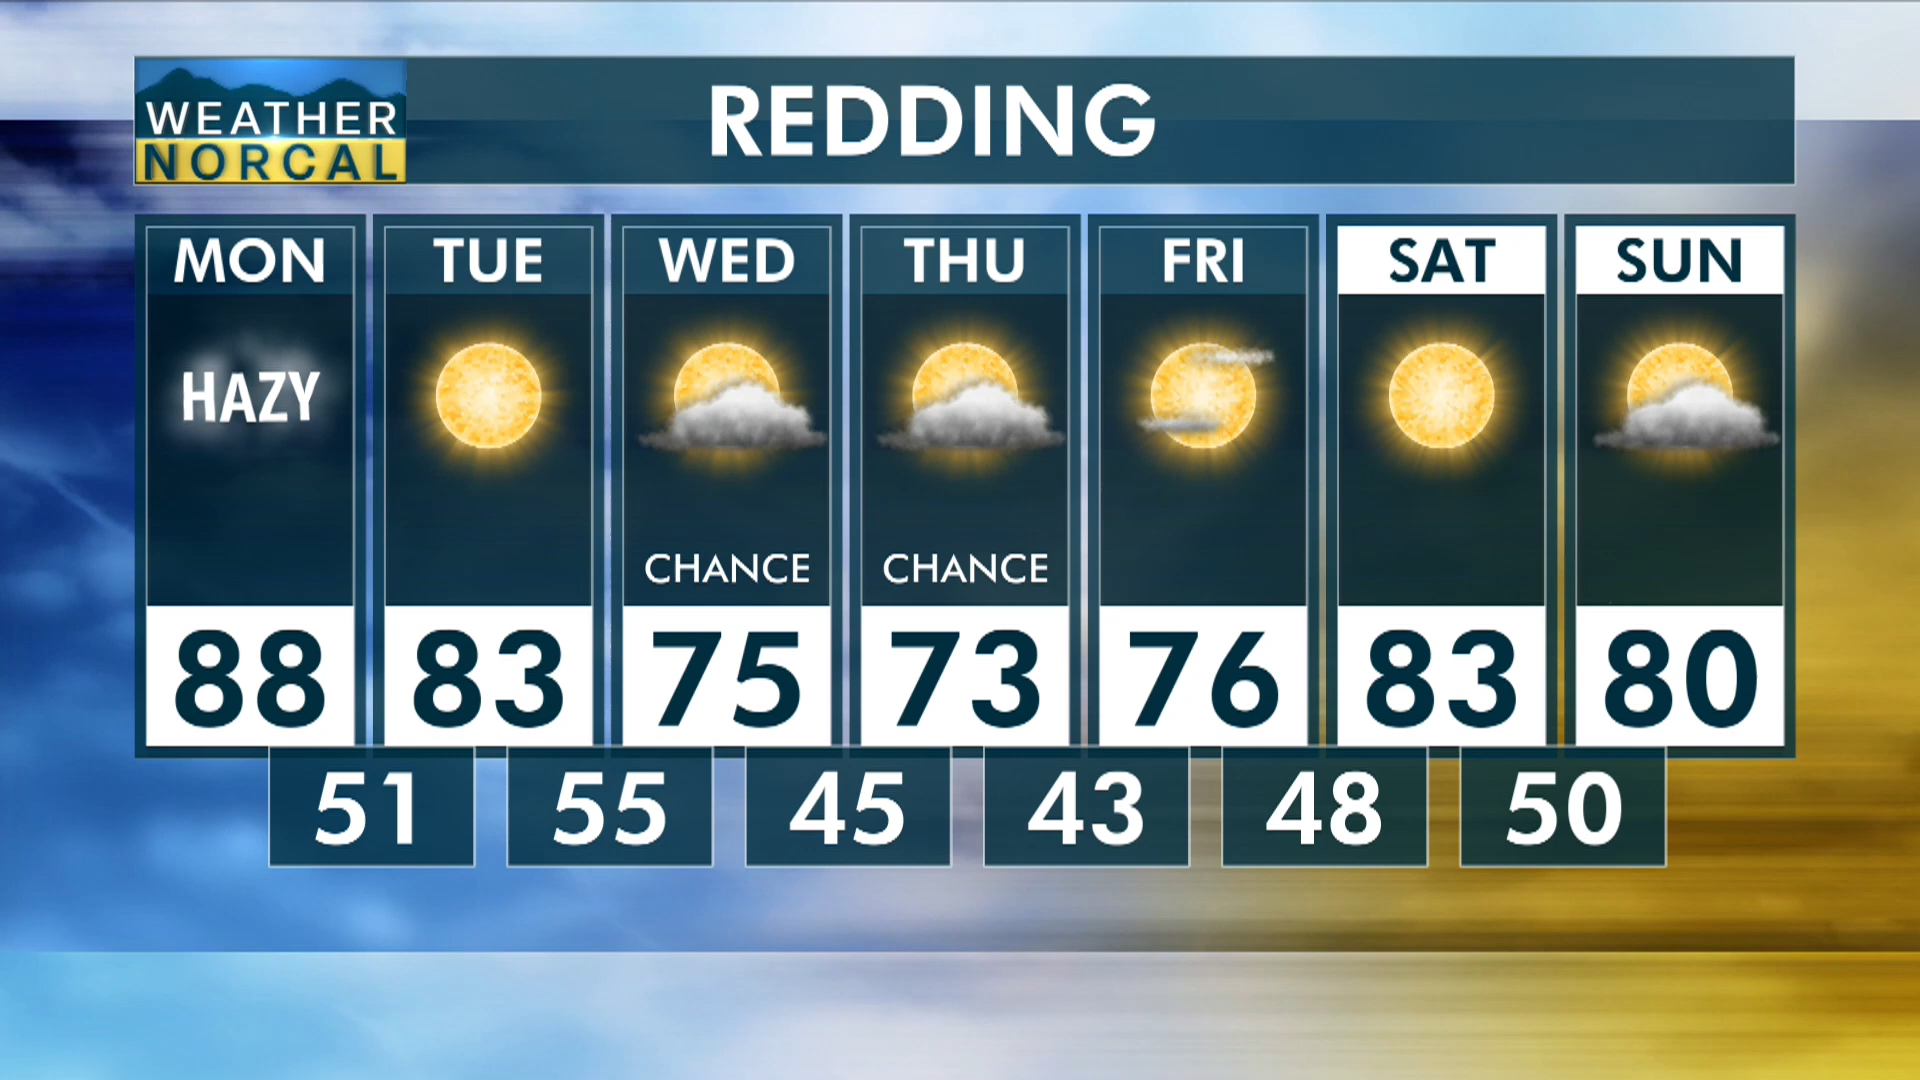 WEATHER
NORCAL
REDDING
MON TUE WED THU FRI SAT SUN
HAZY
CHANCE CHANCE
88 83 75 73 76 83 80
51 55 45 43 48 50